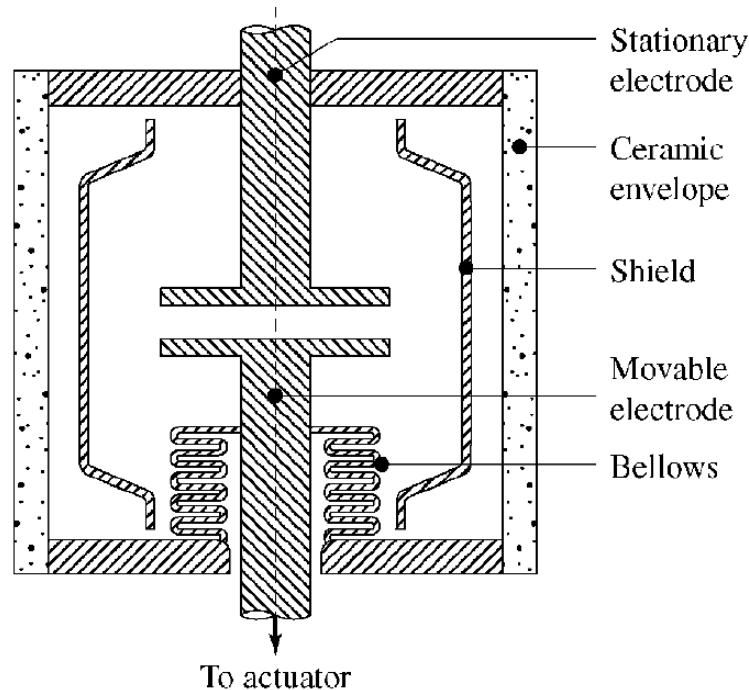 Stationary
electrode
Ceramic
envelope
Shield
Movable
electrode
Bellows
To actuator